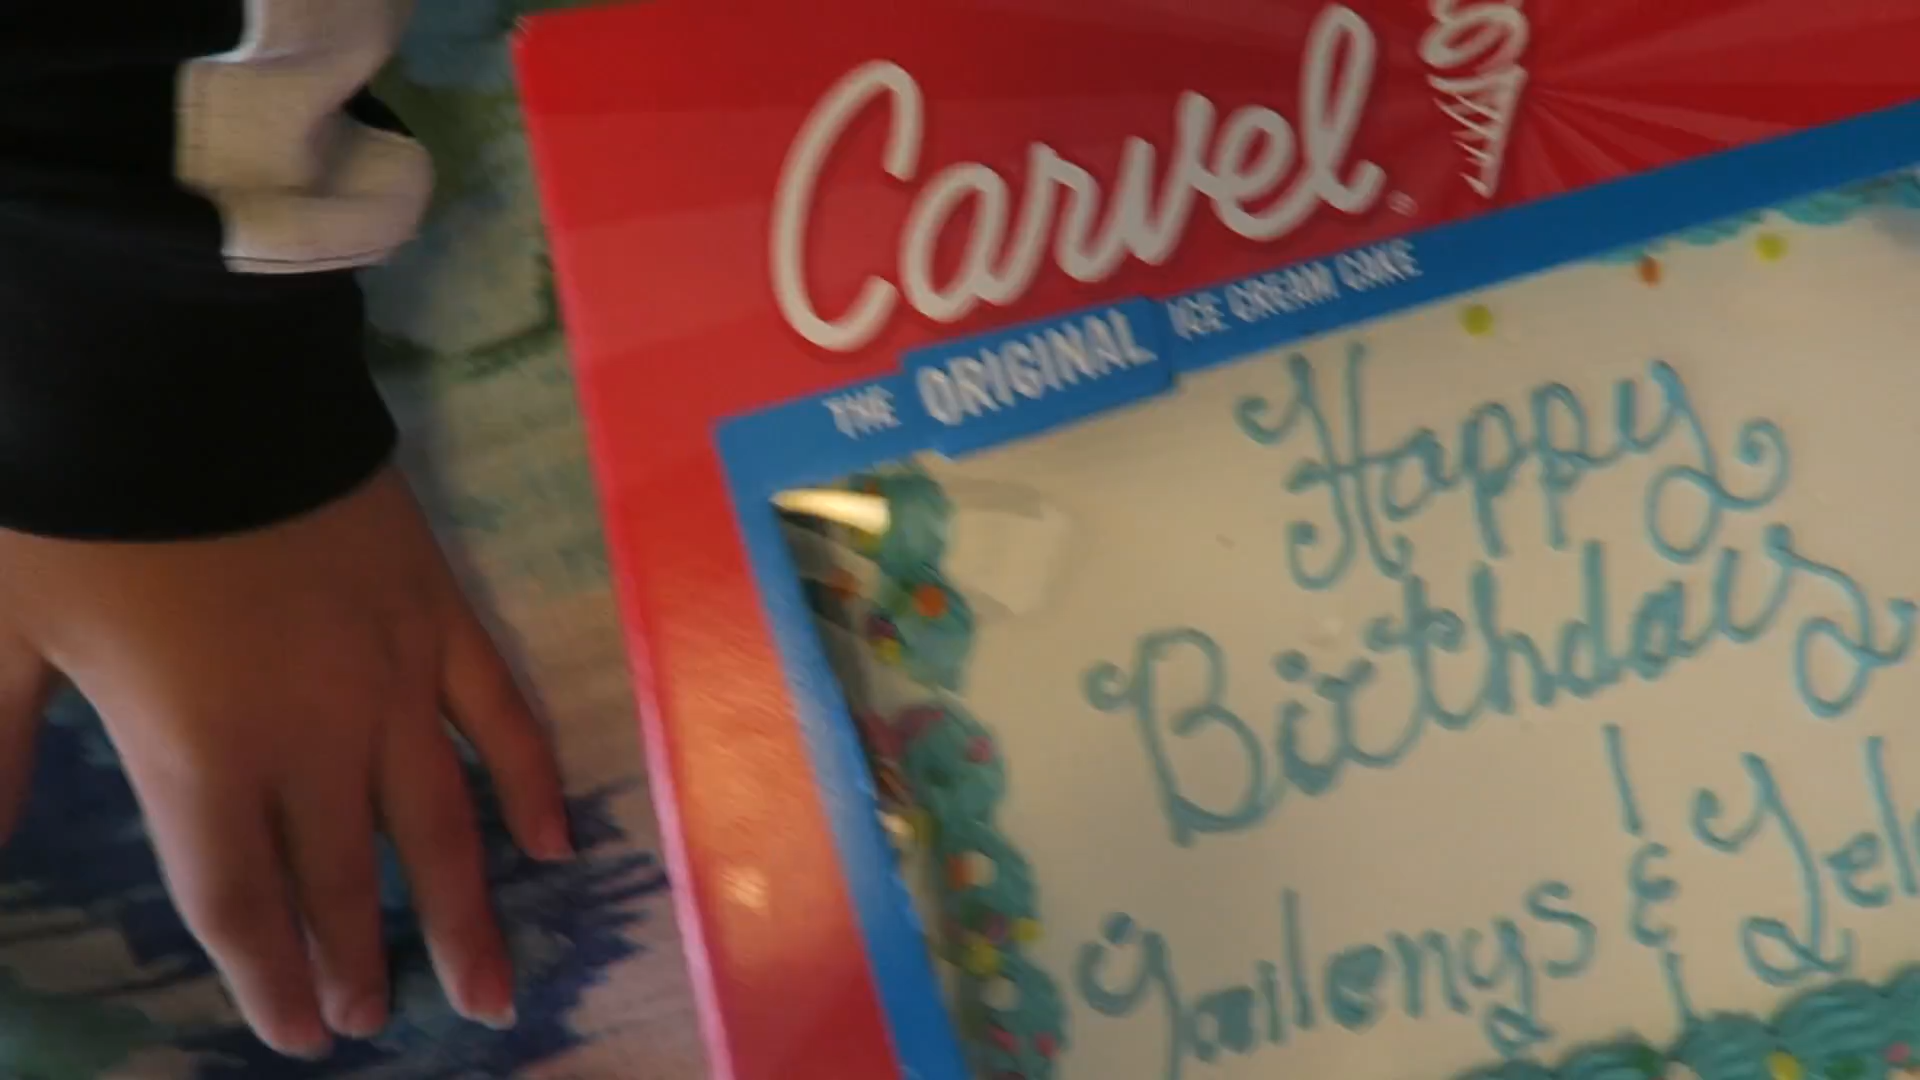 Carvel
THE ORIGINAL ICE CREAM CAKE
Happy
Birthday
Yailenys &